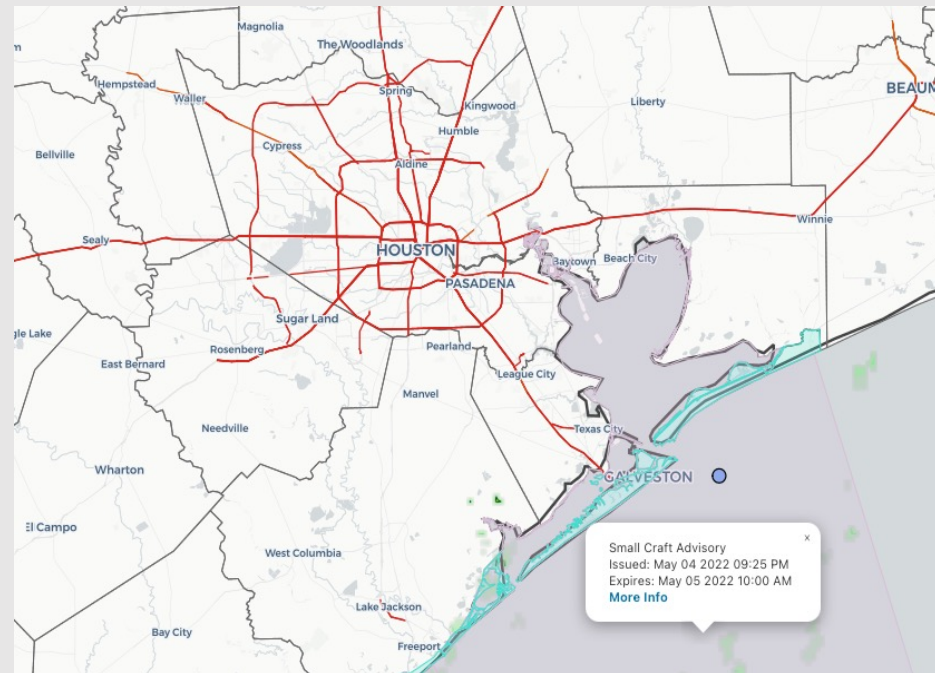 Magnolia
The Woodlands
Hempstead
Spring
Waller
Kingwood
Liberty
BEAUM
Humble
Cypress
Bellville
Aldine
Winnie
Sealy
HOUSTON
Baytown
Beach City
PASADENA
Sugar Land
gle Lake
Pearland
Rosenberg
East Bernard
League City
Manvel
Needville
Texas City
Wharton
GALVESTON
El Campo
Small Craft Advisory
x
Issued: May 04 2022 09:25 PM
West Columbia
Expires: May 05 2022 10:00 AM
More Info
Lake Jackson
Bay City
Freeport